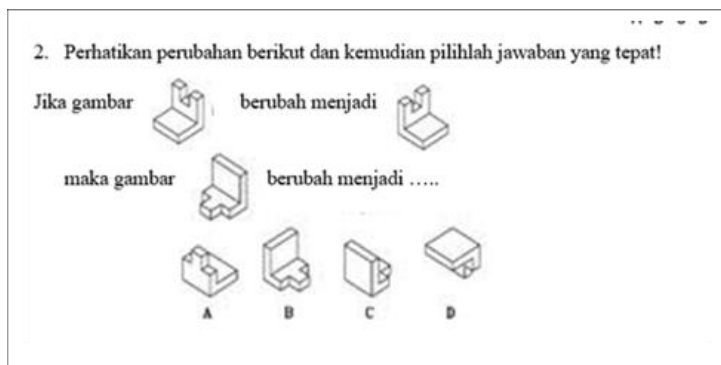 2. Perhatikan perubahan berikut dan kemudian pilihlah jawaban yang tepat!
Jika gambar berubah menjadi
maka gambar berubah menjadi .....
A B C D